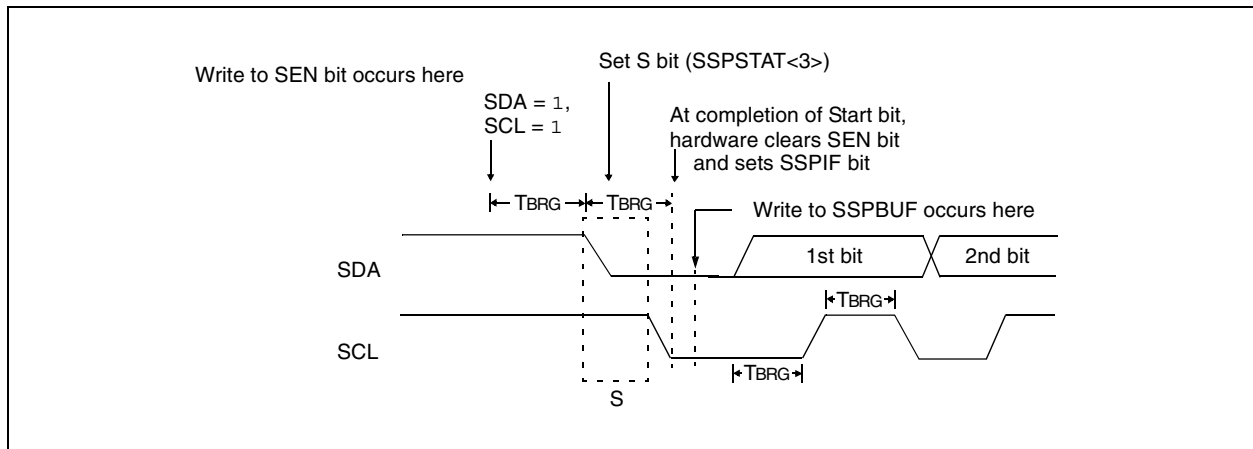 Write to SEN bit occurs here
Set S bit (SSPSTAT<3>)
SDA = 1,
SCL = 1
At completion of Start bit,
hardware clears SEN bit
and sets SSPIF bit
TBRG
TBRG
Write to SSPBUF occurs here
SDA
1st bit
2nd bit
TBRG
SCL
TBRG
S